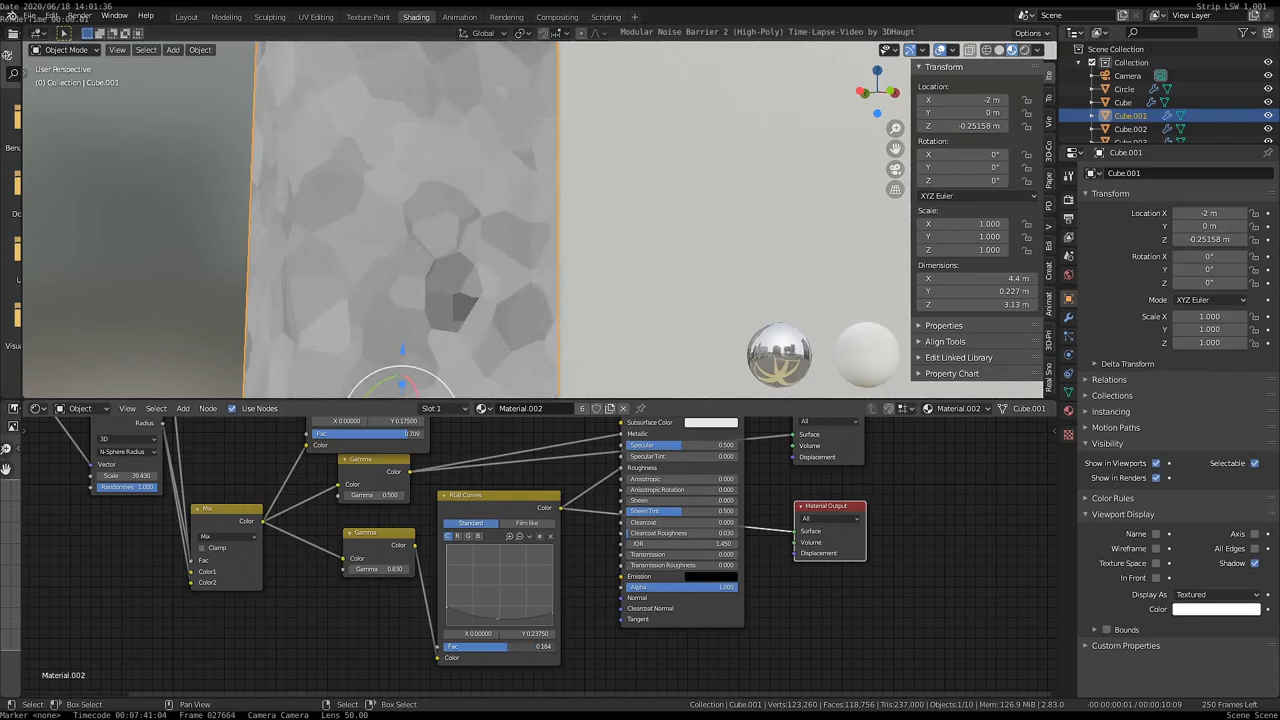 Date 2020/06/18 14:01:36
Strip LSW 1.001
Render
Window
Help
Layout
Modeling
Sculpting
UV Editing
Texture Paint
Shading
Animation
Rendering
Compositing
Scripting
Scene
View Layer
Global
Modular Noise Barrier 2 (High-Poly) Time-Lapse-Video by 3DHaupt
Options
Object Mode
View
Select
Add
Object
User Perspective
(0) Collection | Cube.001
Transform
Location:
X -2 m
Y 0 m
Z -0.25158 m
Rotation:
X 0°
Y 0°
Z 0°
XYZ Euler
Scale:
X 1.000
Y 1.000
Z 1.000
Dimensions:
X 4.4 m
Y 0.227 m
Z 3.13 m
Properties
Align Tools
Edit Linked Library
Property Chart
Scene Collection
Collection
Camera
Circle
Cube
Cube.001
Cube.002
Cube.003
Cube.001
Cube.001
Transform
Location X -2 m
Y 0 m
Z -0.25158 m
Rotation X 0°
Y 0°
Z 0°
Mode XYZ Euler
Scale X 1.000
Y 1.000
Z 1.000
Delta Transform
Relations
Collections
Instancing
Motion Paths
Visibility
Show in Viewports
Selectable
Show in Renders
Color Rules
Viewport Display
Name
Axis
Wireframe
All Edges
Texture Space
Shadow
In Front
Display As Textured
Color
Bounds
Custom Properties
Object
View
Select
Add
Node
Use Nodes
Slot 1
Material.002
6
Material.002
Cube.001
Radius
3D
N-Sphere Radius
Vector
Scale 39.430
Randomnes 1.000
X 0.00000 Y 0.17500
Fac 0.709
Color
Gamma
Color
Color
Gamma 0.500
Mix
Color
Mix
Clamp
Fac
Color1
Color2
Gamma
Color
Color
Gamma 0.830
RGB Curves
Color
Standard
Film like
C R G B
X 0.00000 Y 0.23750
Fac 0.164
Color
Subsurface Color
Metallic
Specular 0.500
Specular Tint 0.000
Roughness
Anisotropic 0.000
Anisotropic Rotation 0.000
Sheen 0.000
Sheen Tint 0.500
Clearcoat 0.000
Clearcoat Roughness 0.030
IOR 1.450
Transmission 0.000
Transmission Roughness 0.000
Emission
Alpha 1.000
Normal
Clearcoat Normal
Tangent
All
Surface
Volume
Displacement
Material Output
All
Surface
Volume
Displacement
Material.002
Select
Box Select
Pan View
Select
Box Select
Collection | Cube.001 | Verts:123,260 | Faces:118,756 | Tris:237,000 | Objects:1/10 | Mem: 126.9 MiB | 2.83.0
Marker <none> Timecode 00:07:41:04 Frame 027664 Camera Camera Lens 50.00
-00:00:00:01 / 00:00:10:09
250 Frames Left
Scene Scene